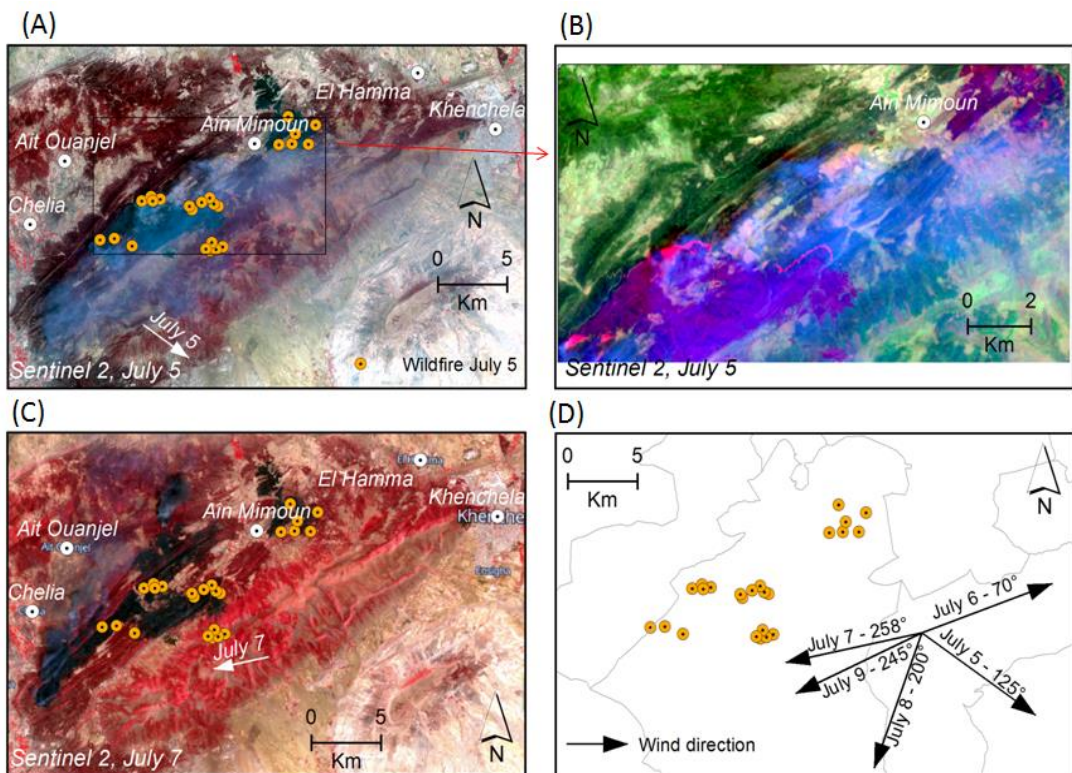 (A)
El Hamma
Khenchela
Ain Mimoun
Ait Ouanjel
Chelia
N
0 5
Km
July 5
Wildfire July 5
Sentinel 2, July 5
(B)
N
Ain Mimoun
0 2
Km
Sentinel 2, July 5
(C)
El Hamma
Khenchela
Ain Mimoun
Ait Ouanjel
Ait Ouanjel
Chelia
July 7
0 5
Km
N
Sentinel 2, July 7
(D)
0 5
Km
N
July 6 - 70°
July 7 - 258°
July 9 - 245°
July 8 - 200°
July 5 - 125°
Wind direction